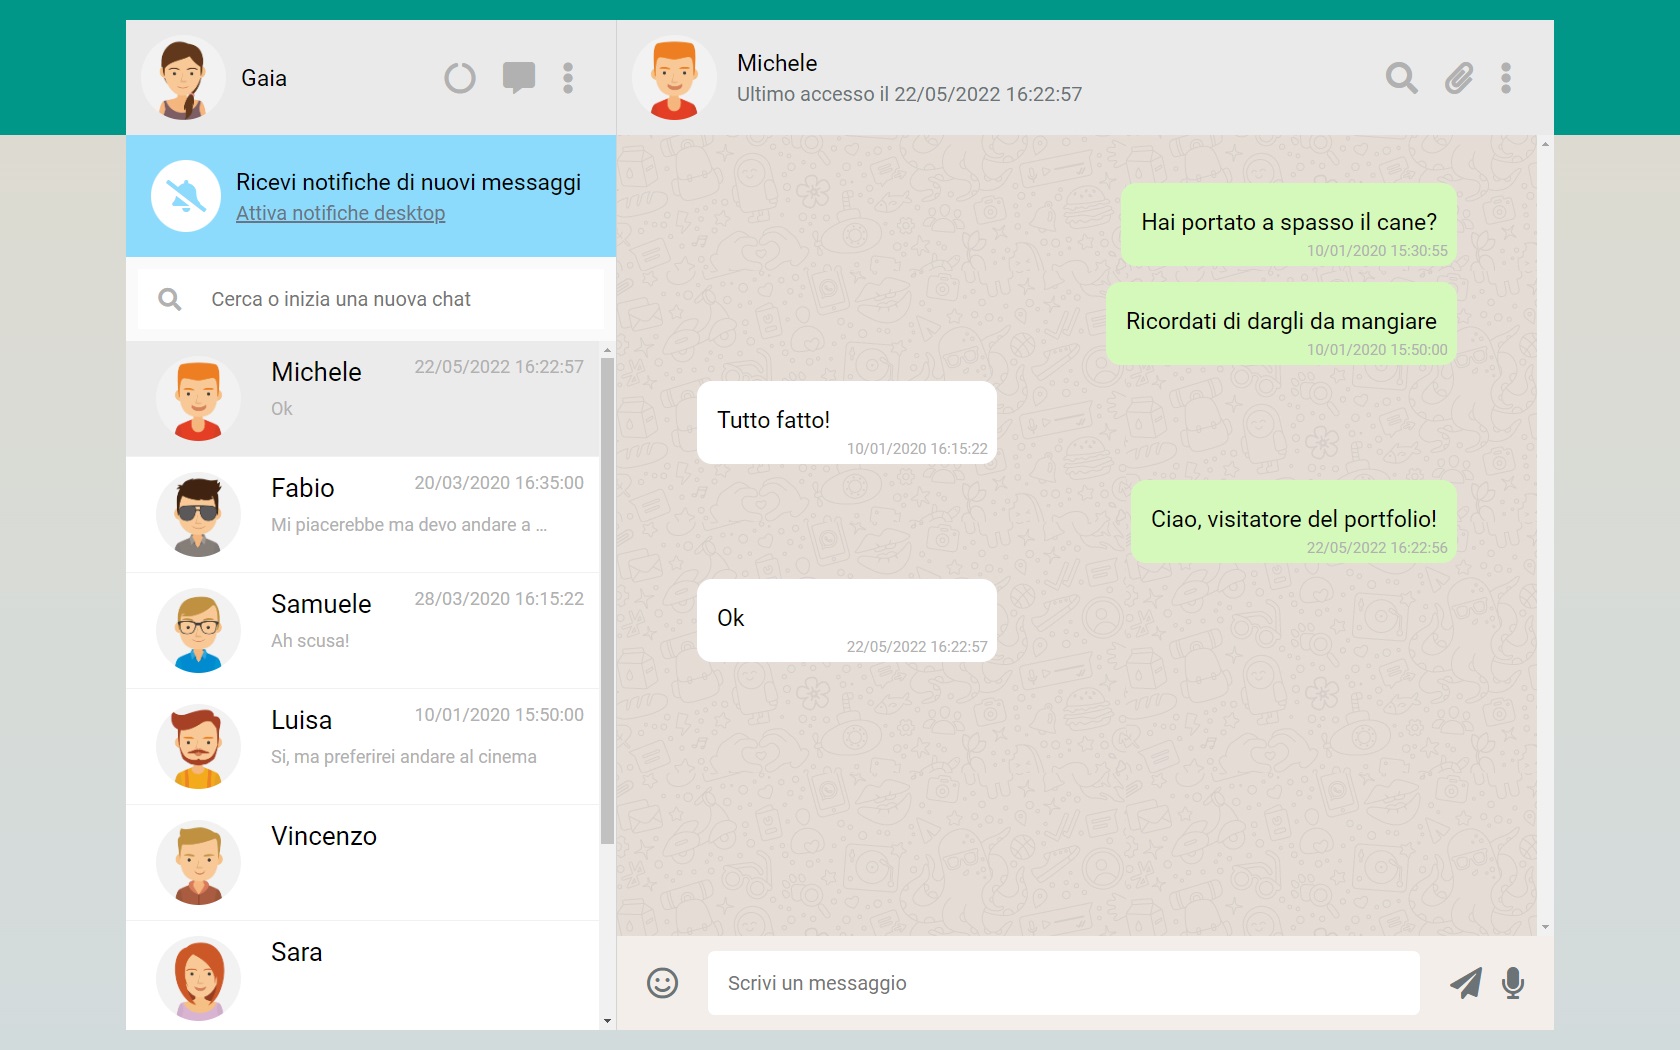 Gaia
Ricevi notifiche di nuovi messaggi
Attiva notifiche desktop
Cerca o inizia una nuova chat
Michele 22/05/2022 16:22:57
Ok
Fabio 20/03/2020 16:35:00
Mi piacerebbe ma devo andare a ...
Samuele 28/03/2020 16:15:22
Ah scusa!
Luisa 10/01/2020 15:50:00
Si, ma preferirei andare al cinema
Vincenzo
Sara
Michele
Ultimo accesso il 22/05/2022 16:22:57
Hai portato a spasso il cane?
10/01/2020 15:30:55
Ricordati di dargli da mangiare
10/01/2020 15:50:00
Tutto fatto!
10/01/2020 16:15:22
Ciao, visitatore del portfolio!
22/05/2022 16:22:56
Ok
22/05/2022 16:22:57
Scrivi un messaggio